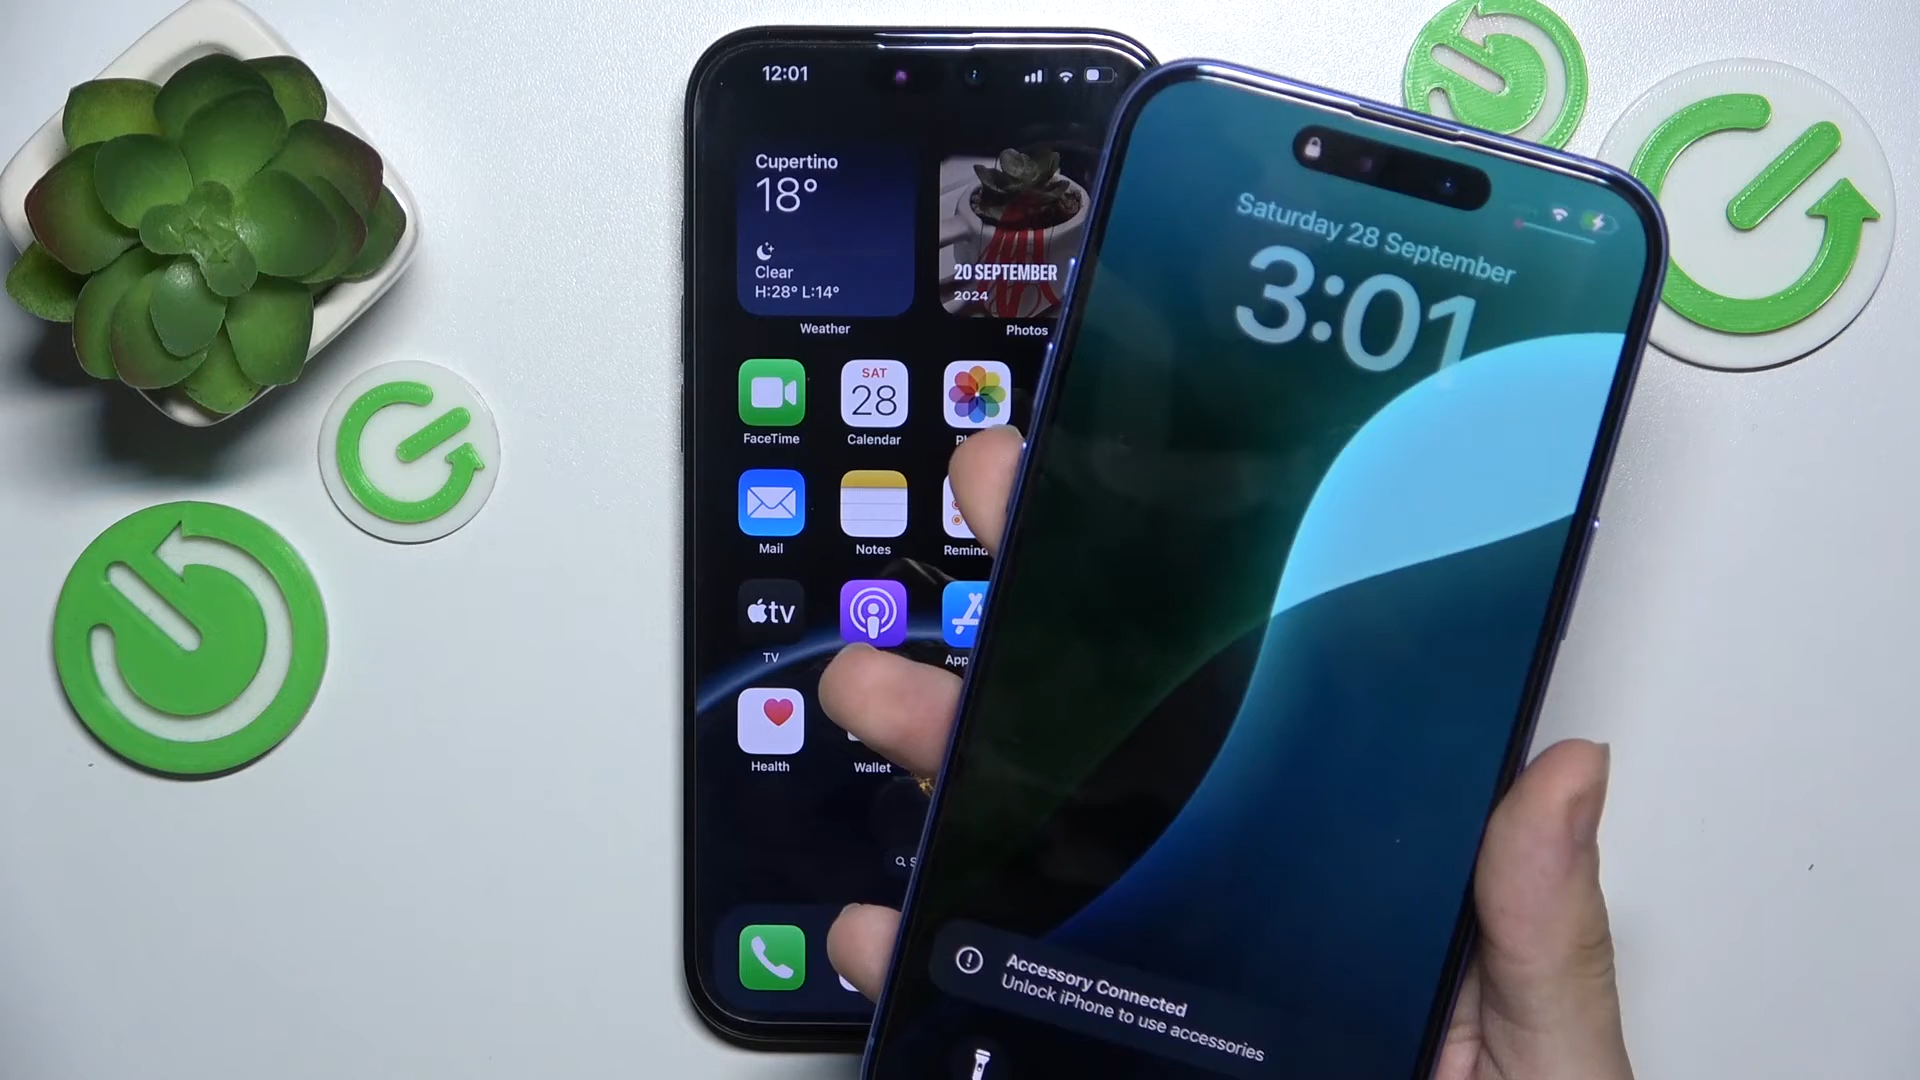 12:01
Cupertino
18°
Clear
H:28° L:14°
Weather
20 SEPTEMBER
2024
Photos
FaceTime
SAT
28
Calendar
Mail
Notes
tv
TV
Health
Wallet
Saturday 28 September
3:01
Accessory Connected
Unlock iPhone to use accessories